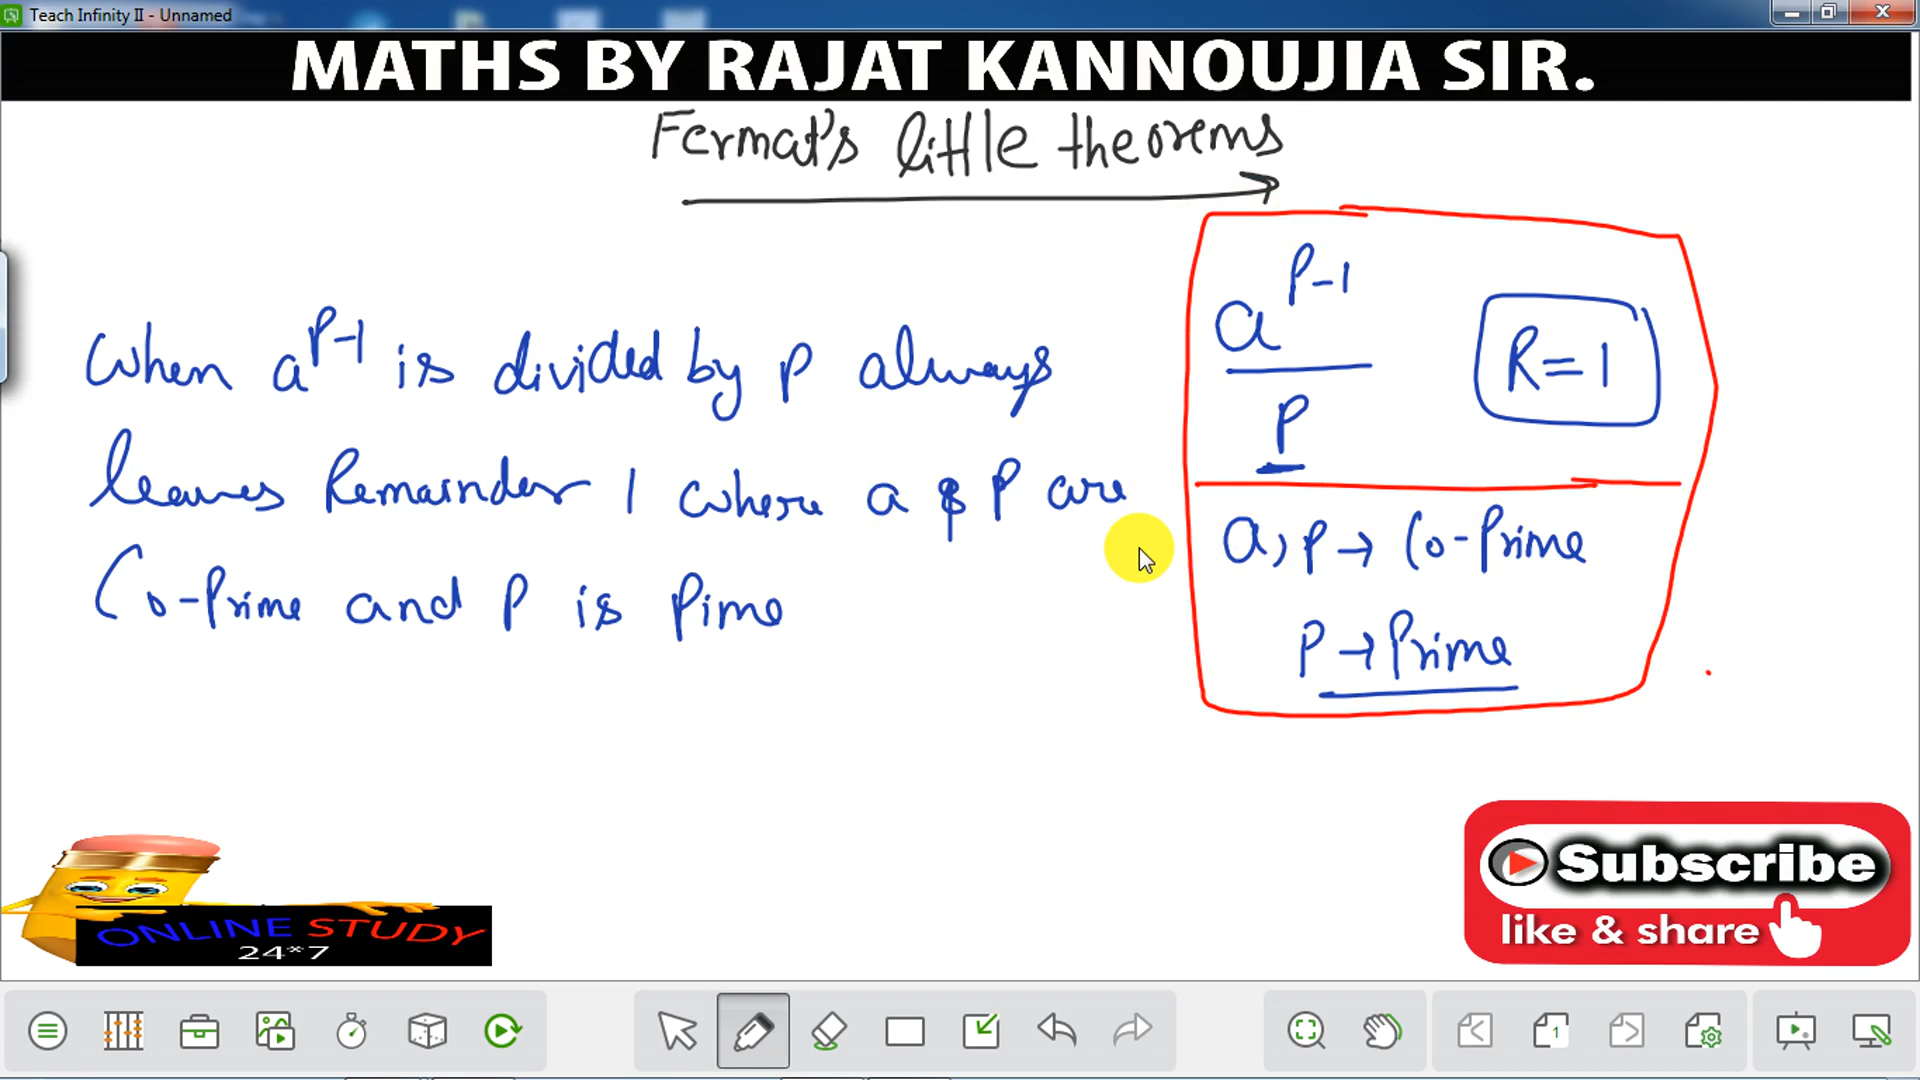 Teach Infinity II - Unnamed
MATHS BY RAJAT KANNOUJIA SIR.
Fermat's little theorems
When a^P-1 is divided by p always
leaves Remainder 1 where a & P are
Co-Prime and P is Pime
a^P-1
P
R=1
a, p → Co-Prime
P → Prime
ONLINE STUDY
24*7
Subscribe
like & share
1